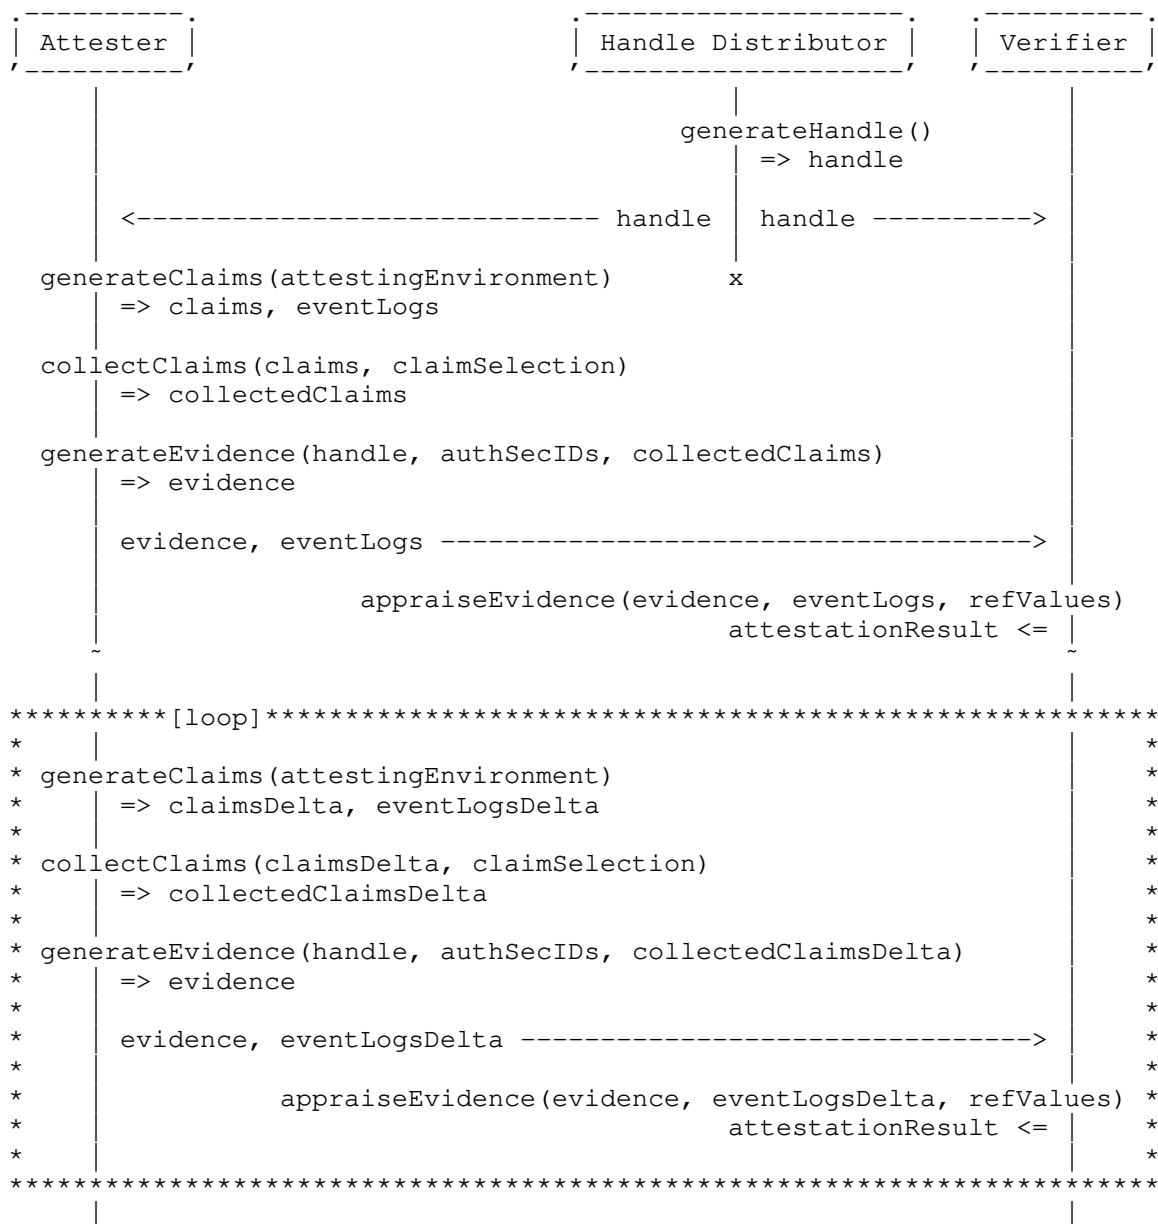 .----------.                        .--------------------.   .----------.
| Attester |                        | Handle Distributor |   | Verifier |
'----------'                        '--------------------'   '----------'
generateHandle()
=> handle
<----------------------------- handle | handle ---------->
generateClaims(attestingEnvironment) x
=> claims, eventLogs
collectClaims(claims, claimSelection)
=> collectedClaims
generateEvidence(handle, authSecIDs, collectedClaims)
=> evidence
evidence, eventLogs ------------------------------------->
appraiseEvidence(evidence, eventLogs, refValues)
attestationResult <=
~ ~
**********[loop]********************************************************
* generateClaims(attestingEnvironment) *
* => claimsDelta, eventLogsDelta *
* collectClaims(claimsDelta, claimSelection) *
* => collectedClaimsDelta *
* generateEvidence(handle, authSecIDs, collectedClaimsDelta) *
* => evidence *
* evidence, eventLogsDelta --------------------------------> *
* appraiseEvidence(evidence, eventLogsDelta, refValues) *
* attestationResult <= *
************************************************************************